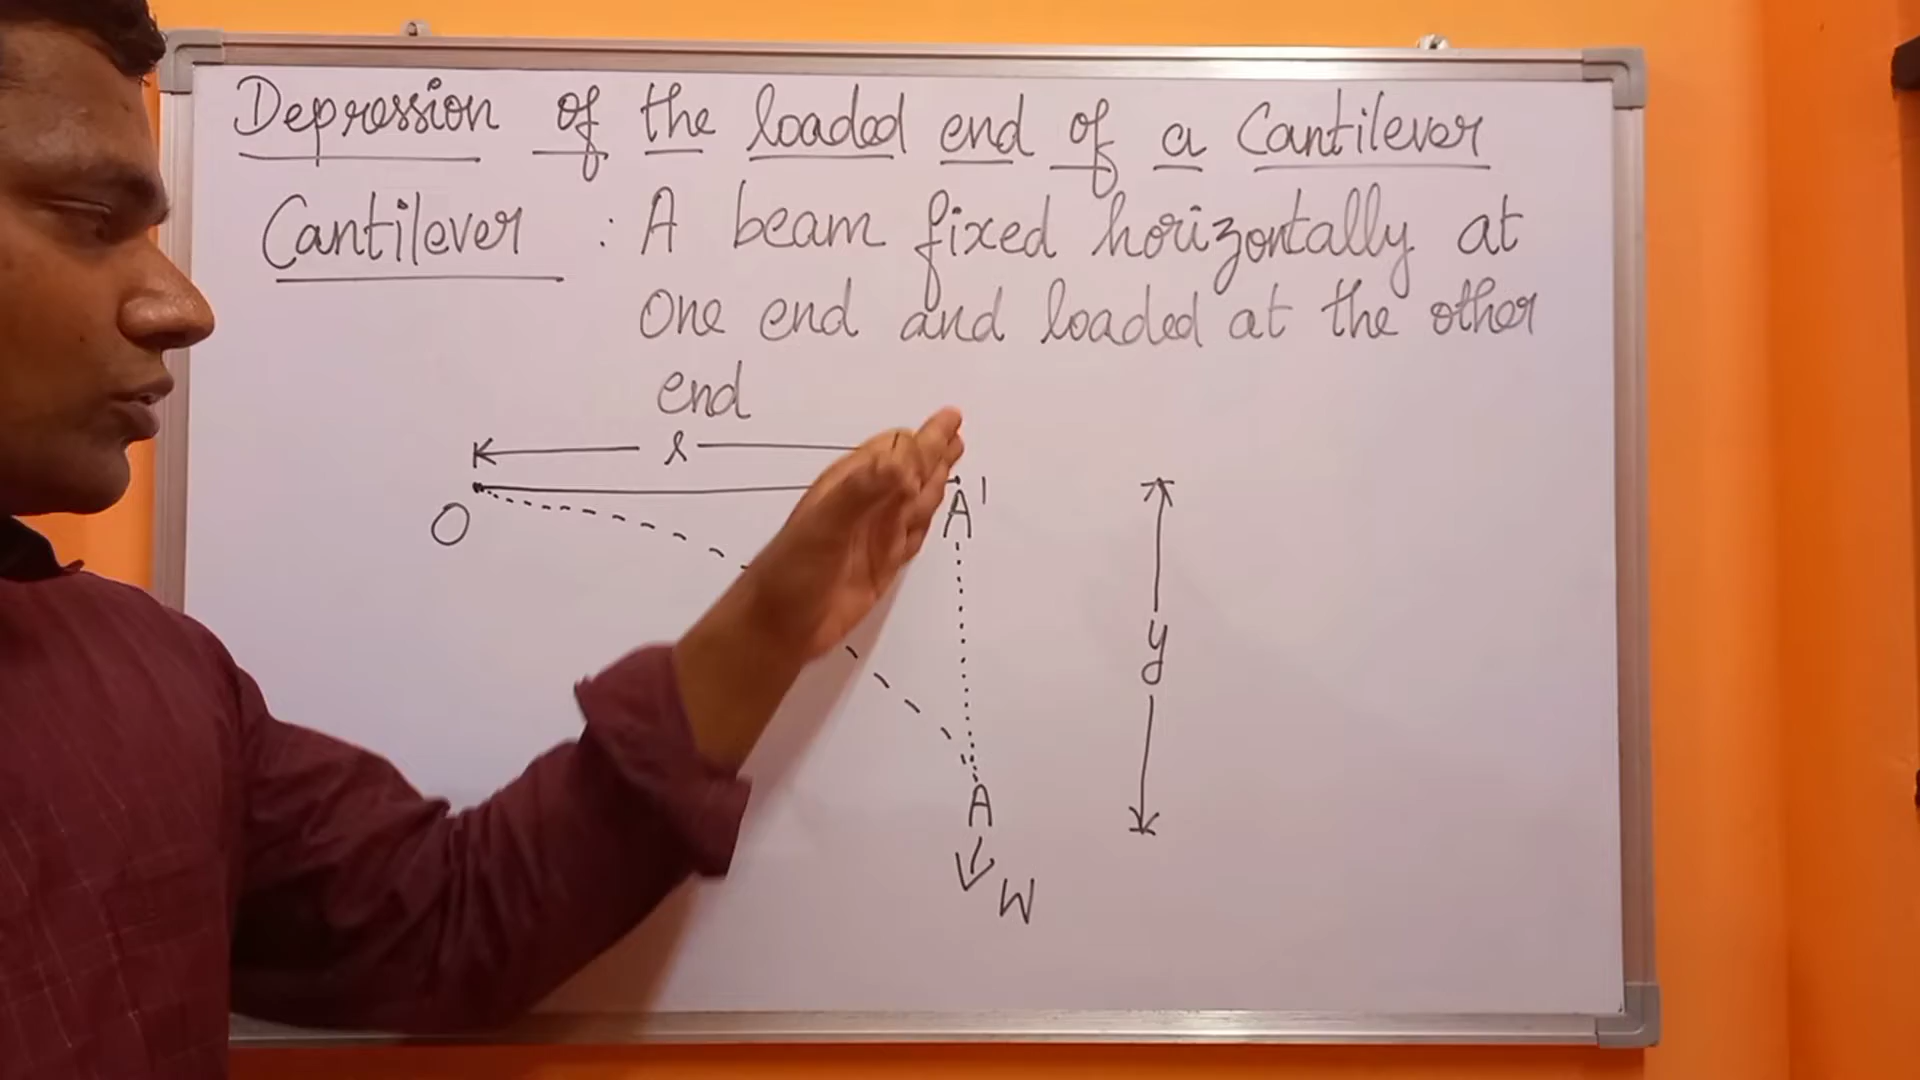 Depression of the loaded end of a Cantilever
Cantilever : A beam fixed horizontally at
one end and loaded at the other
end
l
O
A'
y
A
W